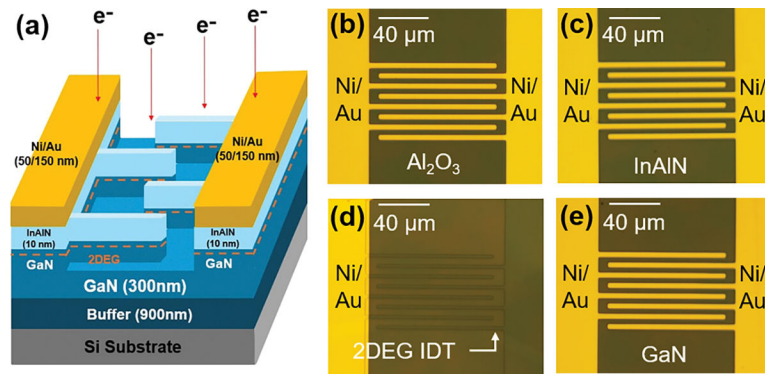 (a)
e-
e-
e-
e-
Ni/Au
(50/150 nm)
Ni/Au
(50/150 nm)
InAlN
(10 nm)
InAlN
(10 nm)
2DEG
GaN
GaN
GaN (300nm)
Buffer (900nm)
Si Substrate
(b)
40 μm
Ni/
Au
Ni/
Au
Al₂O₃
(c)
40 μm
Ni/
Au
Ni/
Au
InAlN
(d)
40 μm
Ni/
Au
2DEG IDT
(e)
40 μm
Ni/
Au
Ni/
Au
GaN